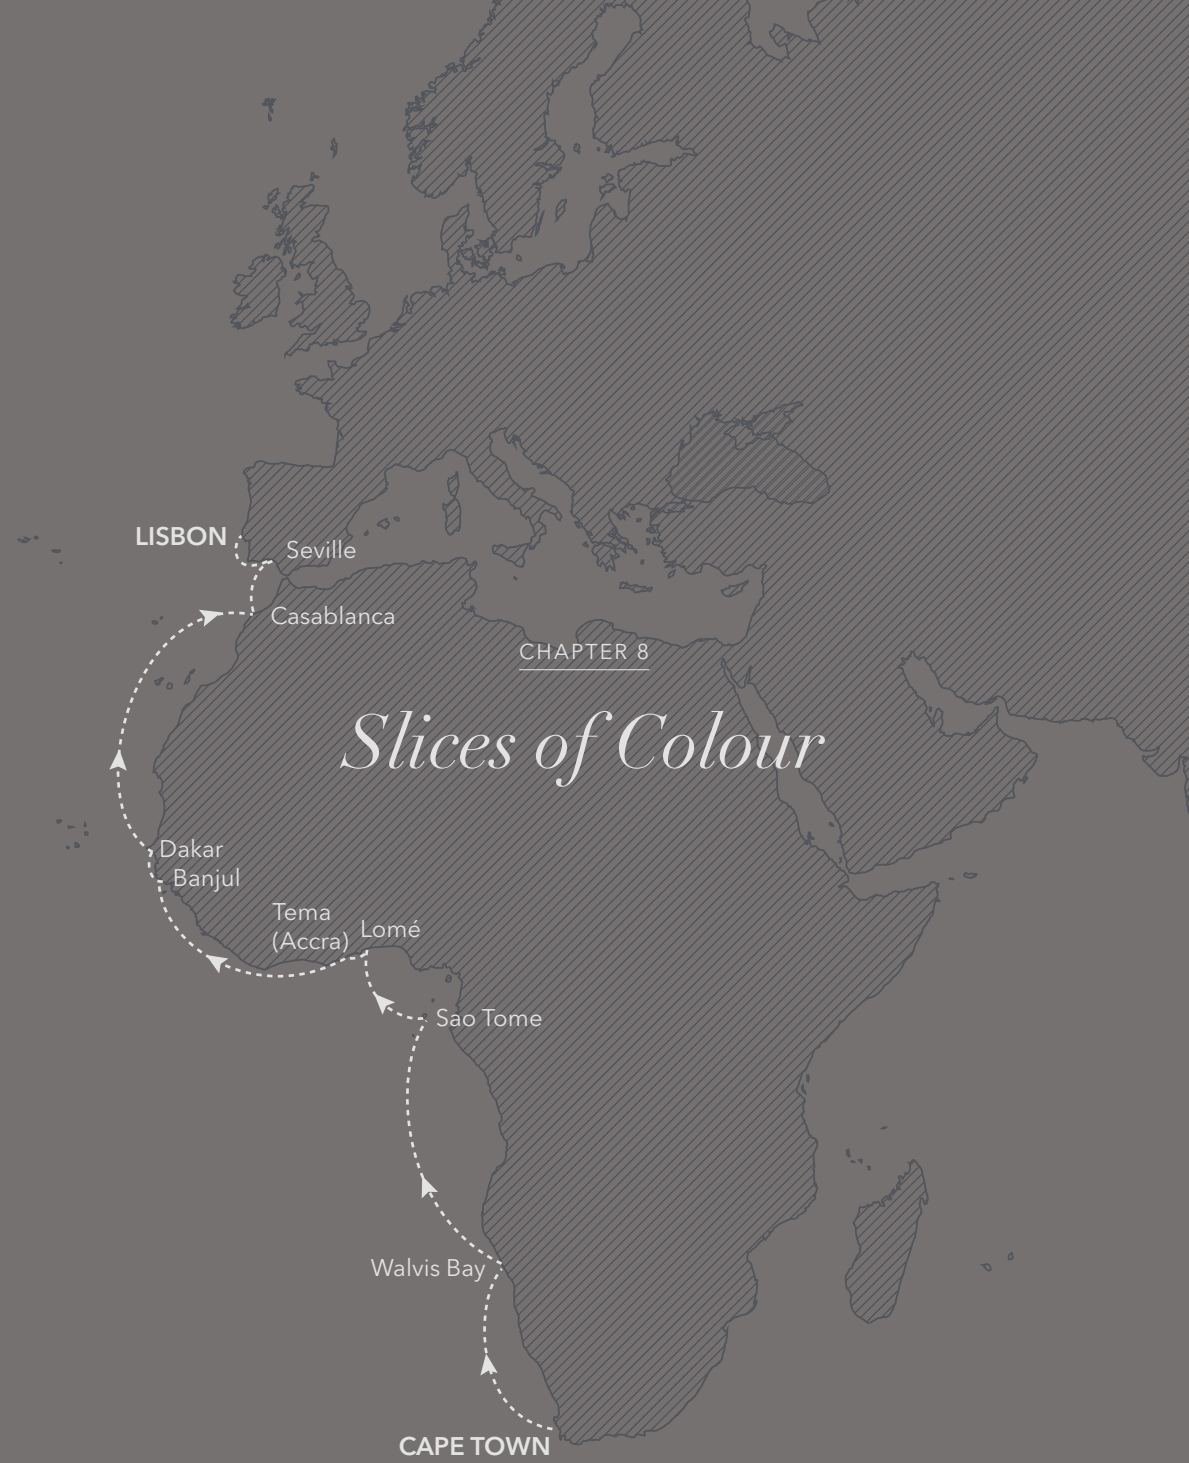 LISBON
Seville
Casablanca
CHAPTER 8
Slices of Colour
Dakar
Banjul
Tema
(Accra)
Lomé
Sao Tome
Walvis Bay
CAPE TOWN